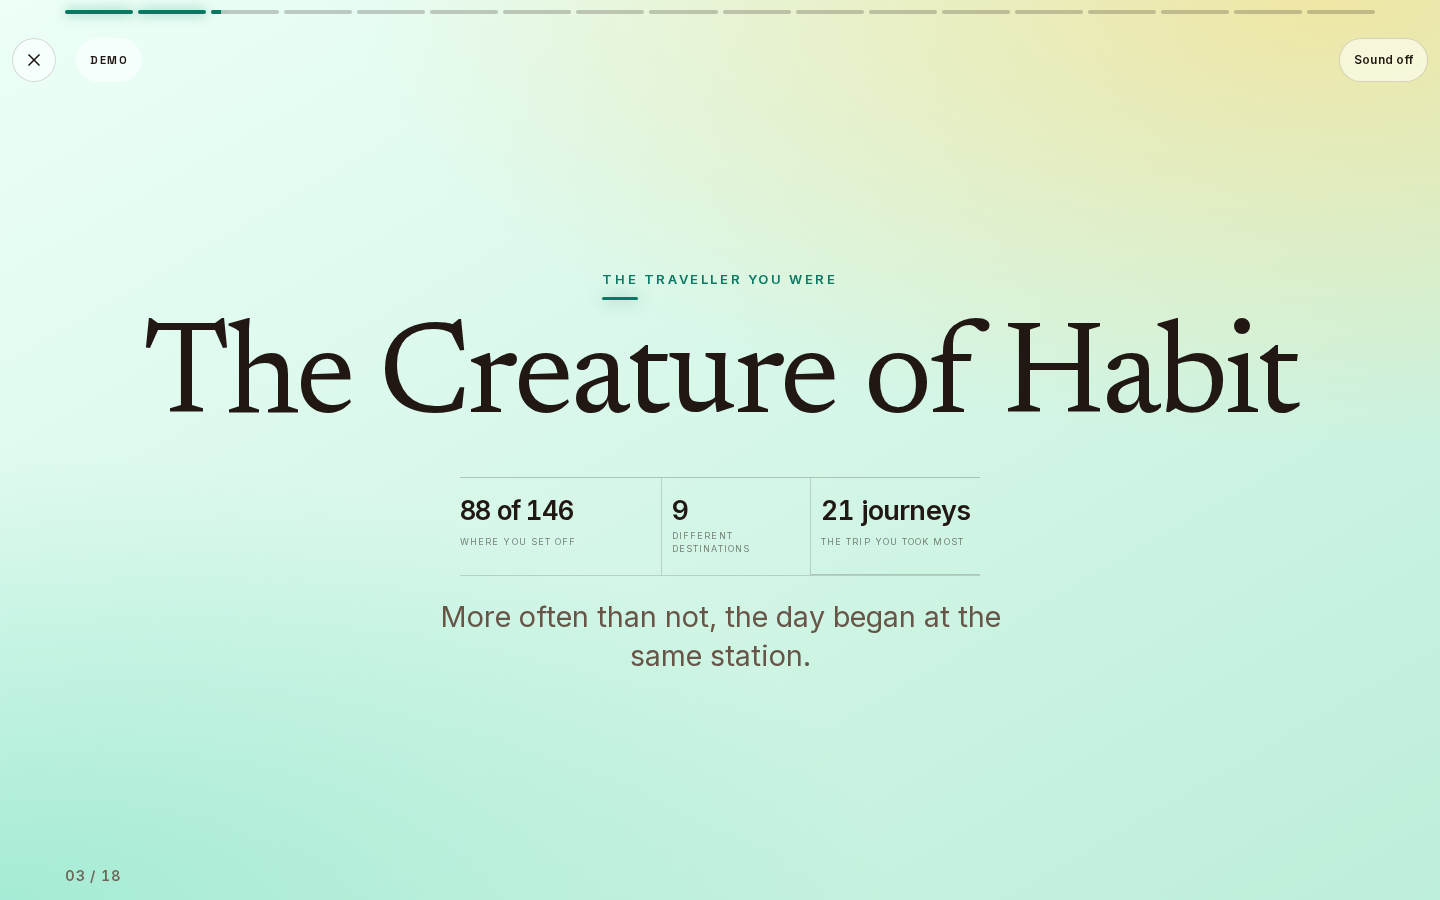 DEMO
Sound off
THE TRAVELLER YOU WERE
The Creature of Habit
88 of 146
WHERE YOU SET OFF
9
DIFFERENT
DESTINATIONS
21 journeys
THE TRIP YOU TOOK MOST
More often than not, the day began at the
same station.
03 / 18